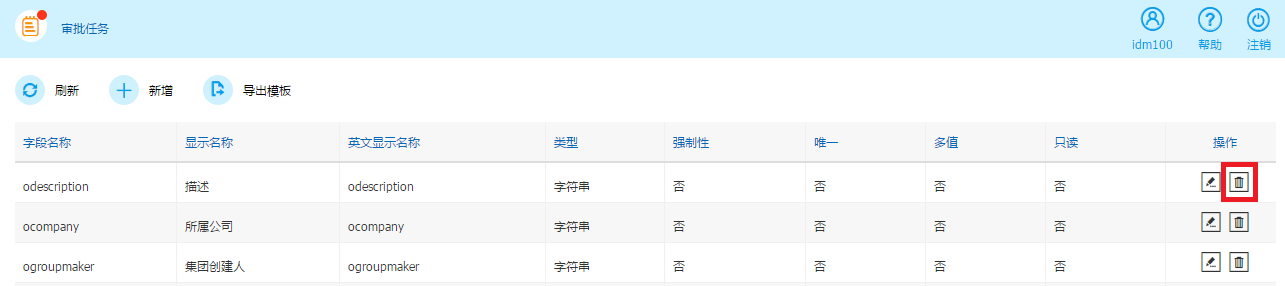 审批任务
idm100 帮助 注销
刷新 新增 导出模板
字段名称 显示名称 英文显示名称 类型 强制性 唯一 多值 只读 操作
odescription 描述 odescription 字符串 否 否 否 否
ocompany 所属公司 ocompany 字符串 否 否 否 否
ogroupmaker 集团创建人 ogroupmaker 字符串 否 否 否 否